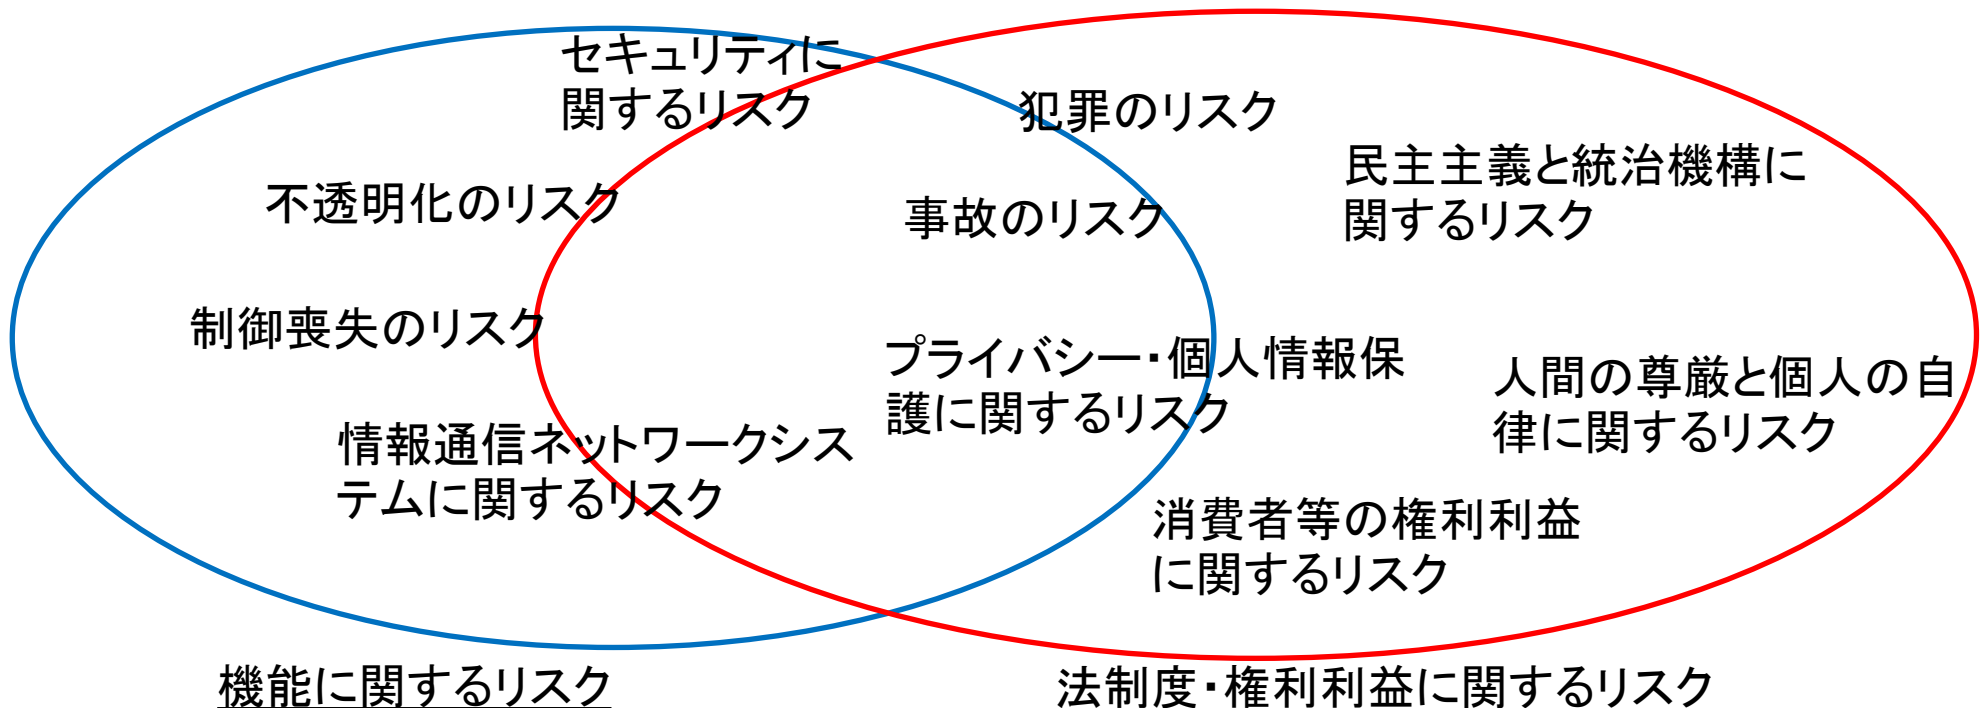 セキュリティに
関するリスク
犯罪のリスク
民主主義と統治機構に
関するリスク
不透明化のリスク
事故のリスク
制御喪失のリスク
プライバシー・個人情報保
護に関するリスク
人間の尊厳と個人の自
律に関するリスク
情報通信ネットワークシス
テムに関するリスク
消費者等の権利利益
に関するリスク
機能に関するリスク
法制度・権利利益に関するリスク